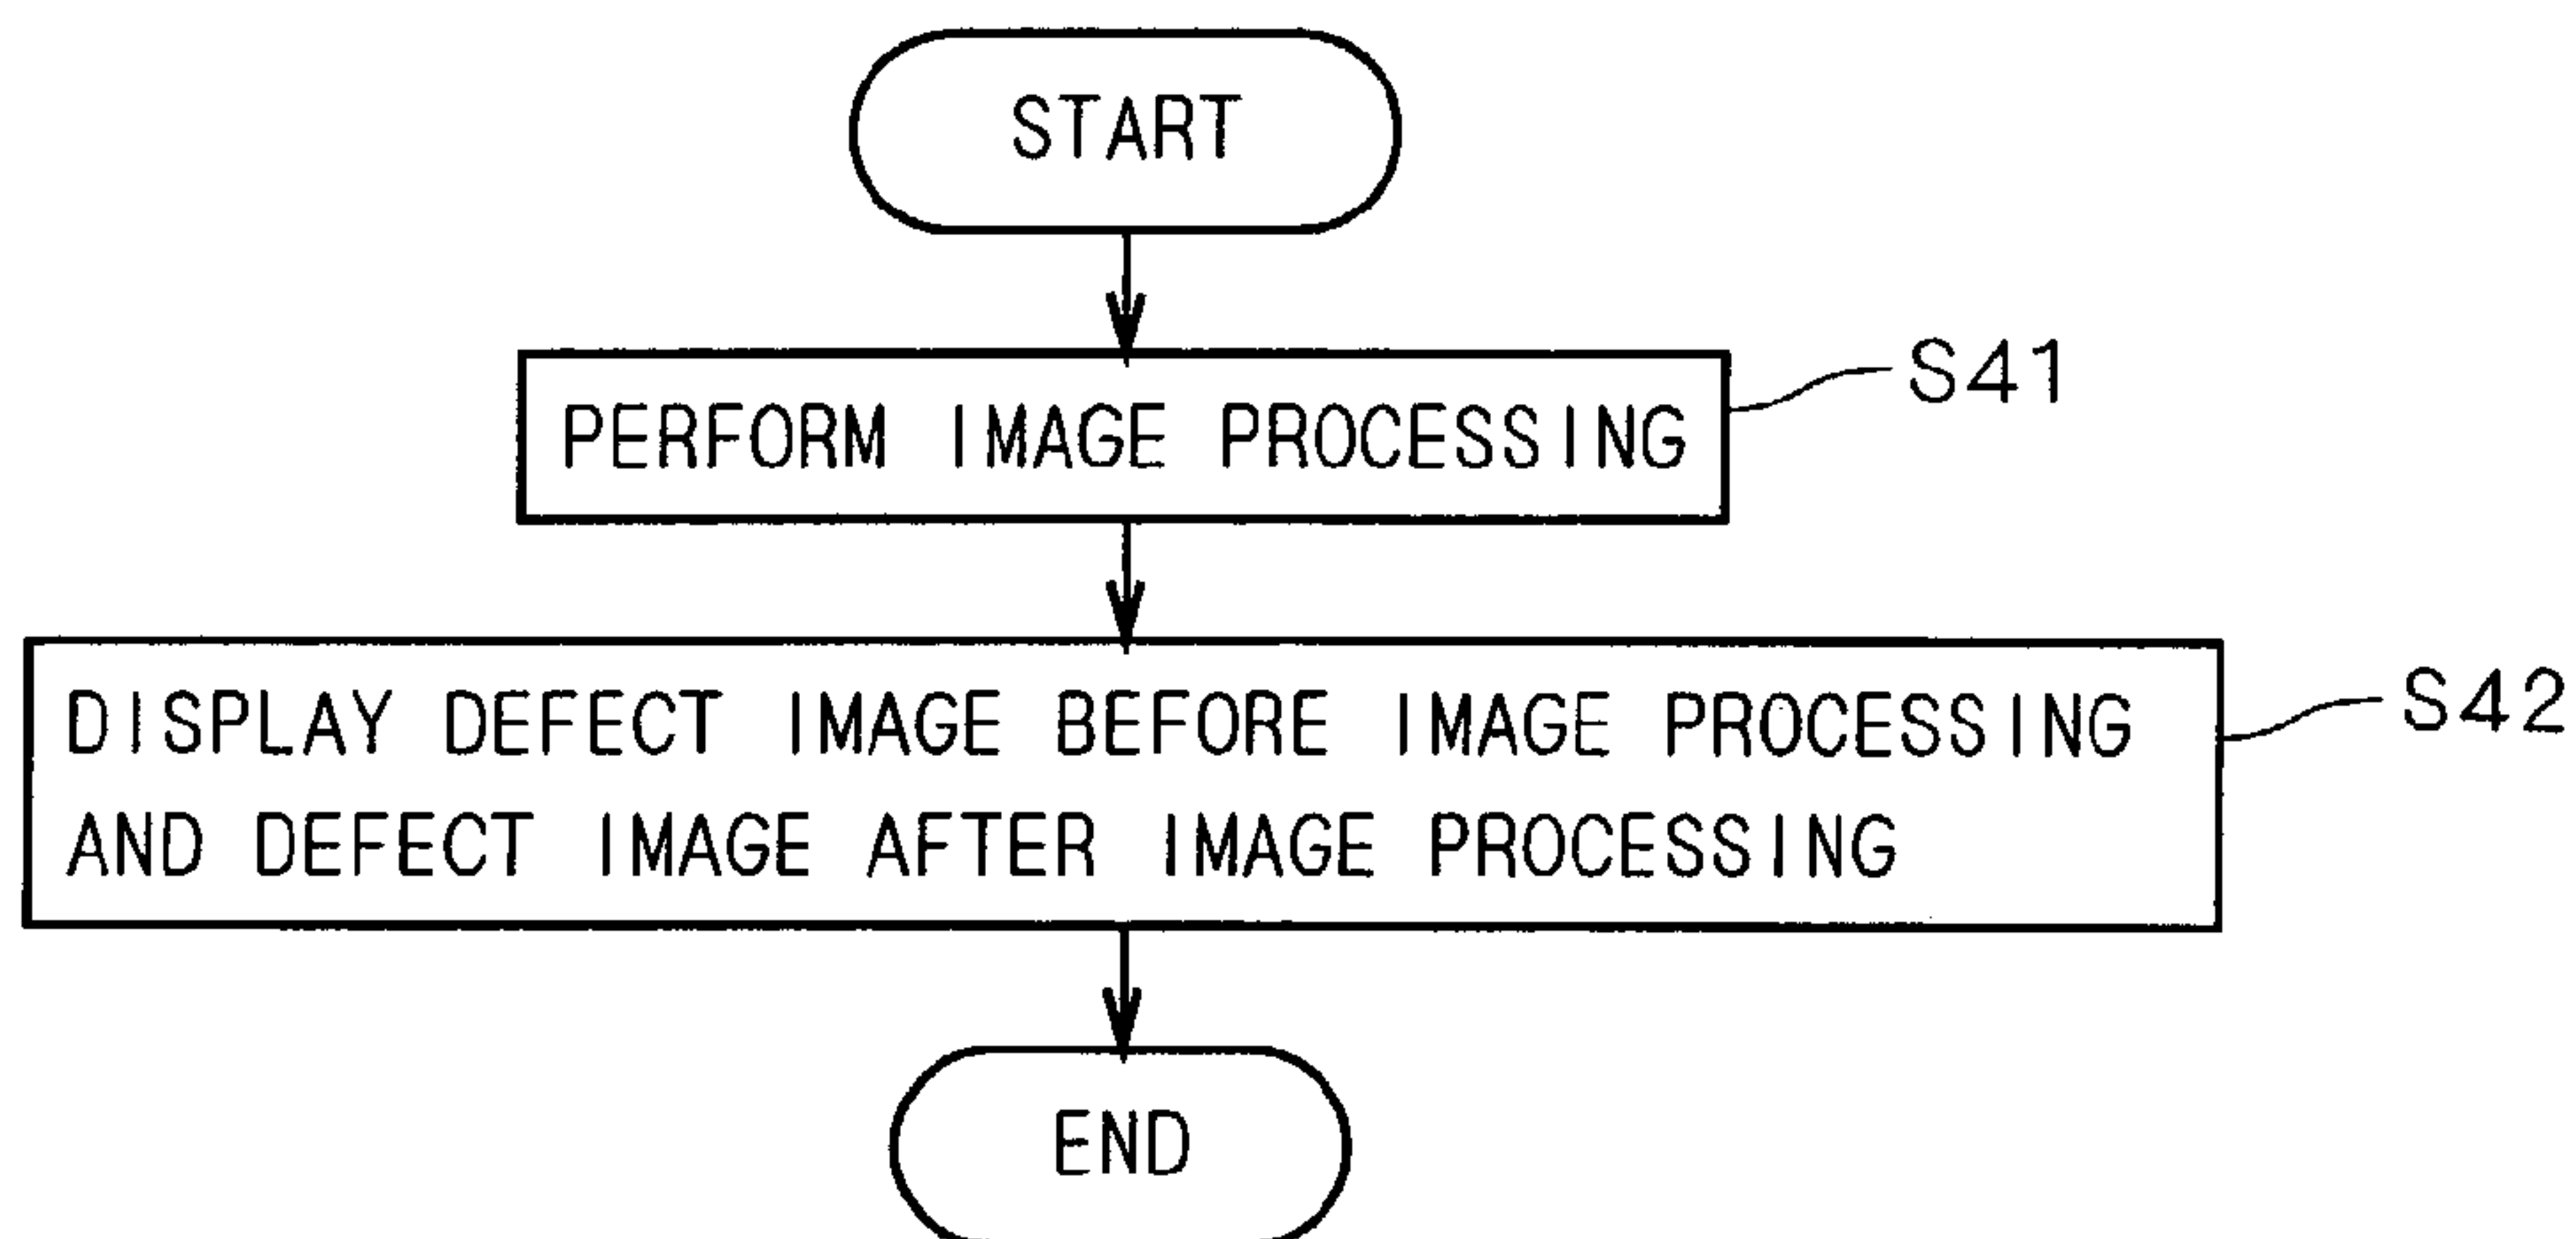 START
PERFORM IMAGE PROCESSING
S41
DISPLAY DEFECT IMAGE BEFORE IMAGE PROCESSING
AND DEFECT IMAGE AFTER IMAGE PROCESSING
S42
END